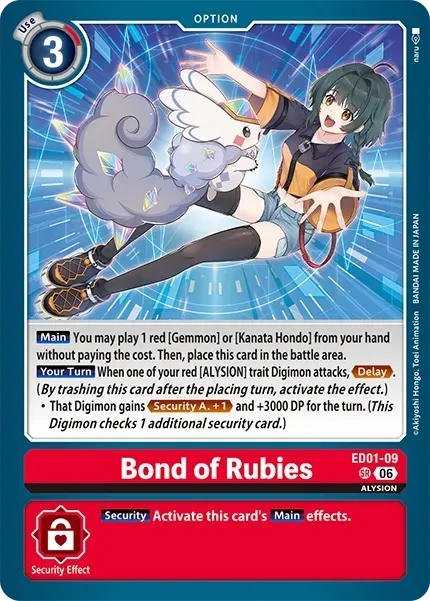 OPTION
Use
3
naru
Main You may play 1 red [Gemmon] or [Kanata Hondo] from your hand
without paying the cost. Then, place this card in the battle area.
Your Turn When one of your red [ALYSION] trait Digimon attacks, Delay.
(By trashing this card after the placing turn, activate the effect.)
• That Digimon gains Security A. +1 and +3000 DP for the turn. (This
Digimon checks 1 additional security card.)
©Akiyoshi Hongo, Toei Animation BANDAI MADE IN JAPAN
Bond of Rubies
ED01-09
SR 06
ALYSION
Security Activate this card's Main effects.
Security Effect